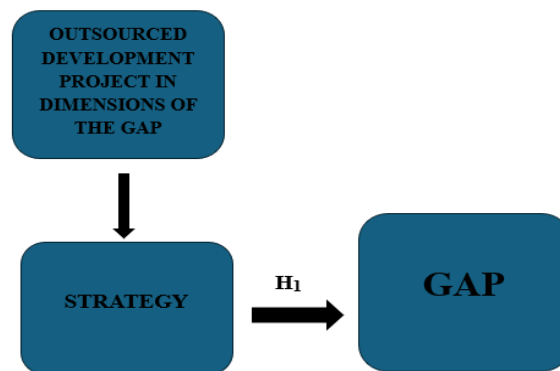 OUTSOURCED
DEVELOPMENT
PROJECT IN
DIMENSIONS OF
THE GAP
STRATEGY
H1
GAP